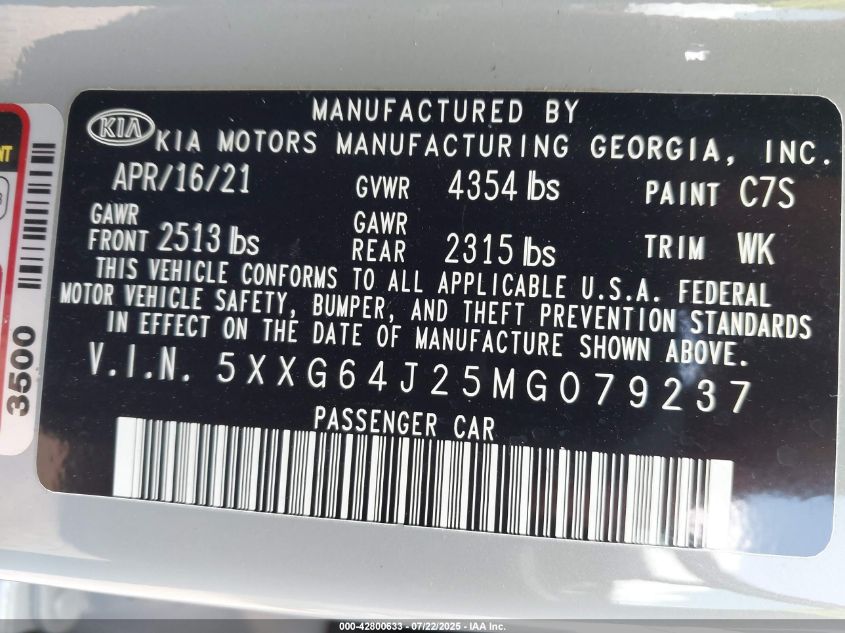 MANUFACTURED BY
KIA KIA MOTORS MANUFACTURING GEORGIA, INC.
APR/16/21 GVWR 4354 lbs PAINT C7S
GAWR FRONT 2513 lbs GAWR REAR 2315 lbs TRIM WK
THIS VEHICLE CONFORMS TO ALL APPLICABLE U.S.A. FEDERAL
MOTOR VEHICLE SAFETY, BUMPER, AND THEFT PREVENTION STANDARDS
IN EFFECT ON THE DATE OF MANUFACTURE SHOWN ABOVE.
V.I.N. 5XXG64J25MG079237
PASSENGER CAR
3500
000-42800633 / 07/22/2025 - IAA Inc.